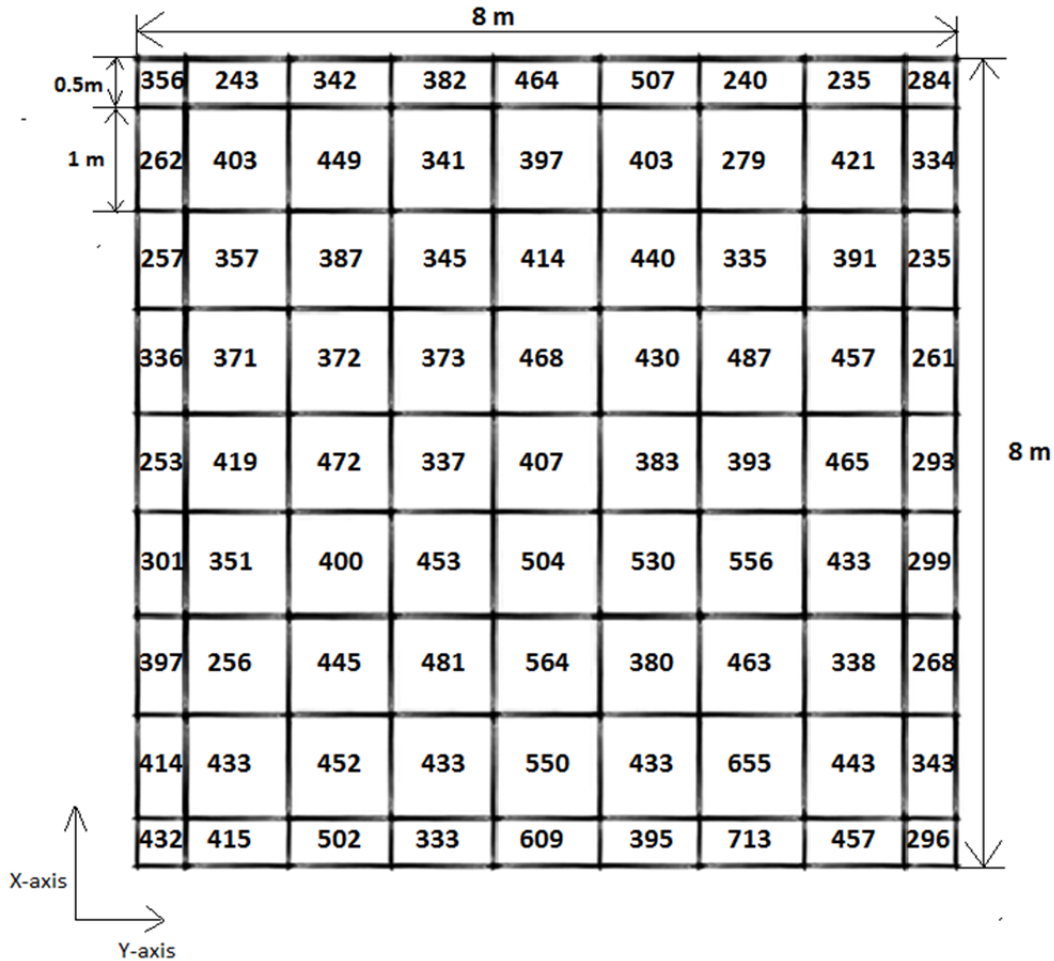 8 m
0.5m
356 243 342 382 464 507 240 235 284
1 m
262 403 449 341 397 403 279 421 334
257 357 387 345 414 440 335 391 235
336 371 372 373 468 430 487 457 261
253 419 472 337 407 383 393 465 293
8 m
301 351 400 453 504 530 556 433 299
397 256 445 481 564 380 463 338 268
414 433 452 433 550 433 655 443 343
432 415 502 333 609 395 713 457 296
X-axis
Y-axis